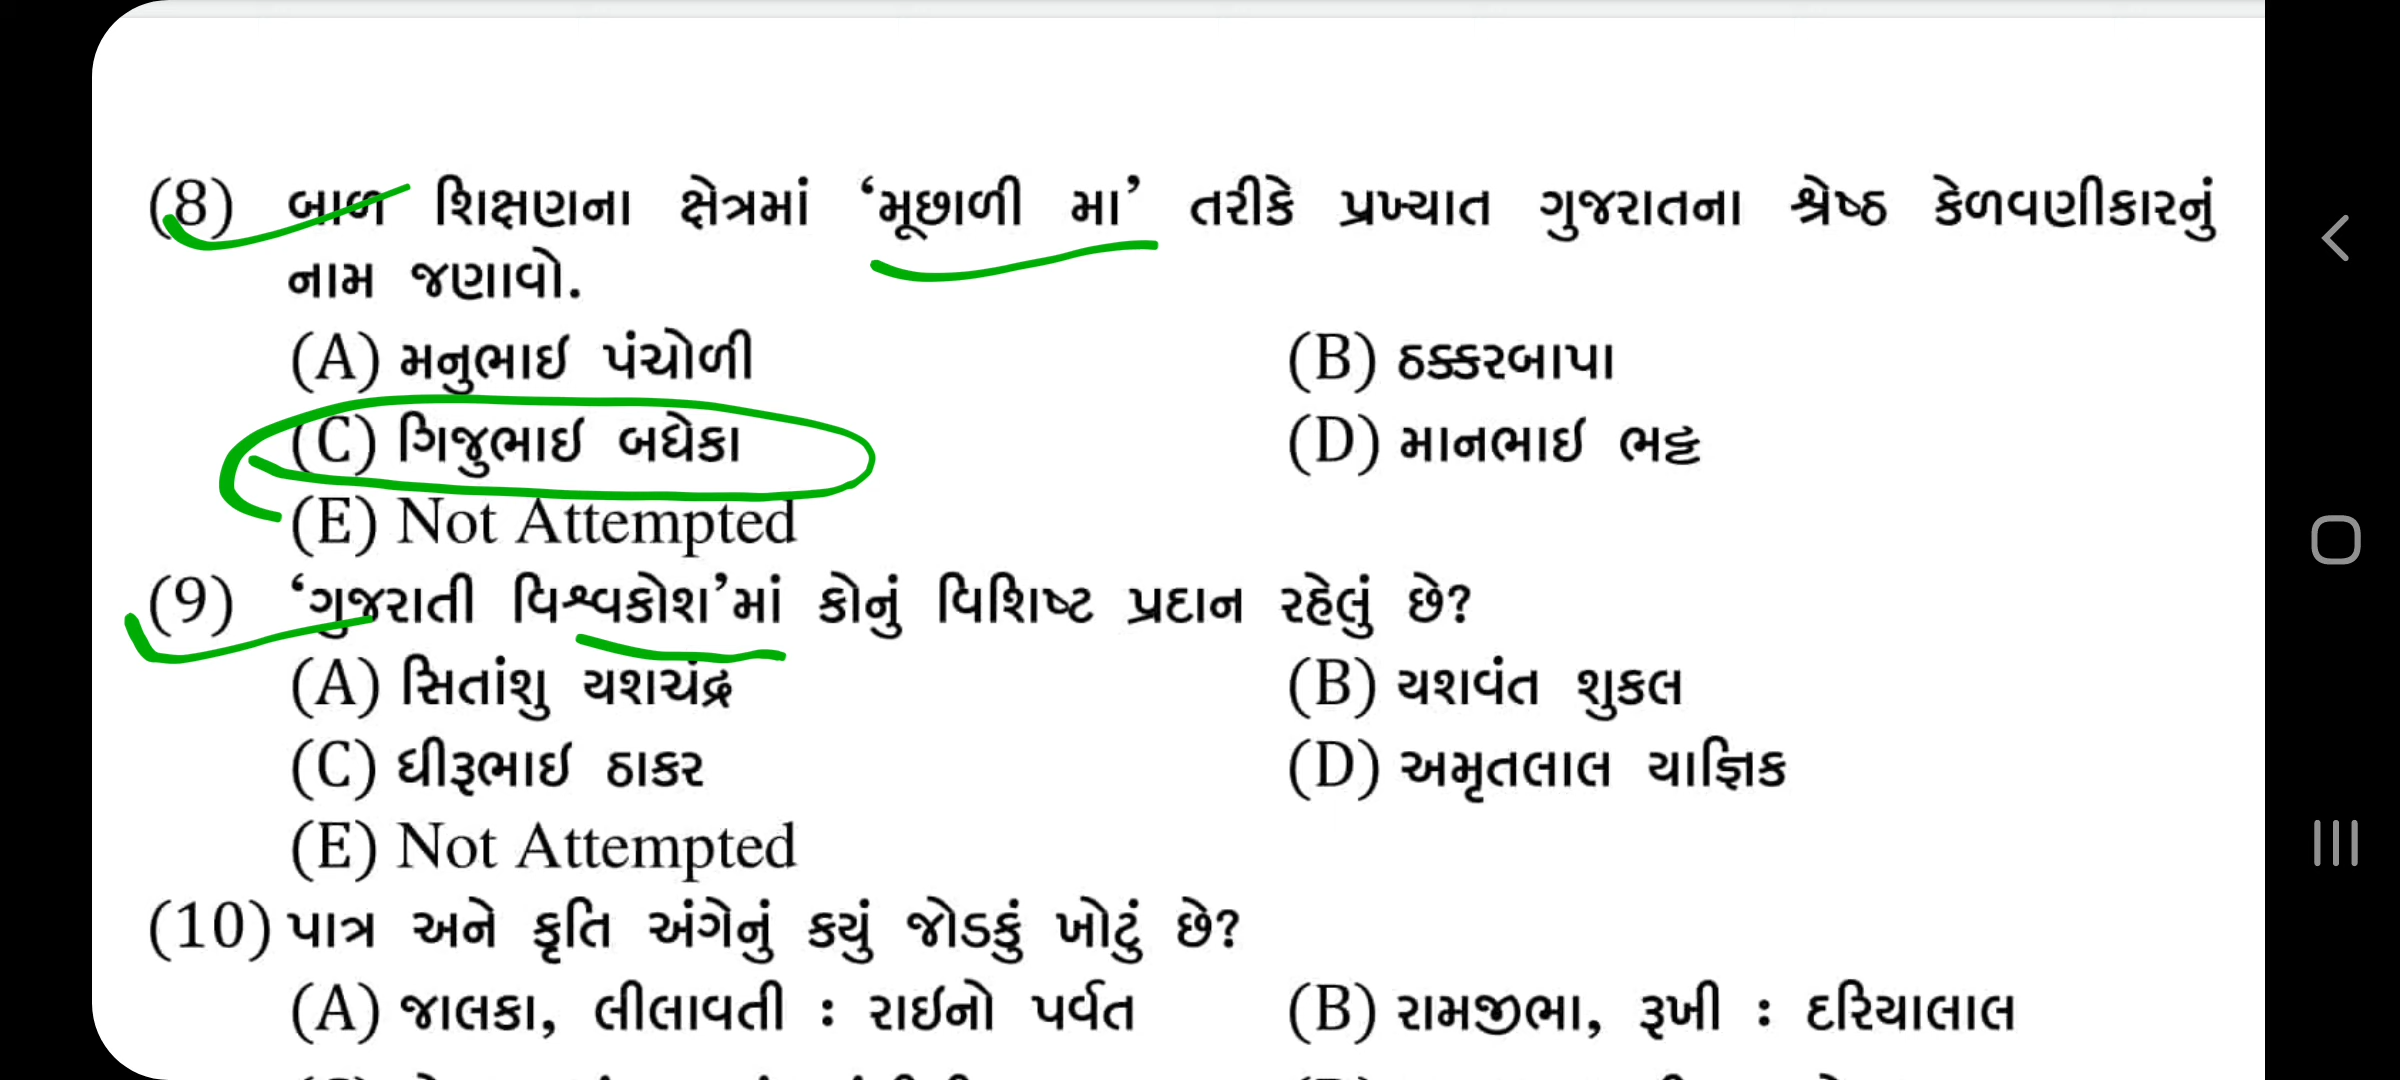 (8) બાળ શિક્ષણના ક્ષેત્રમાં ‘મૂછાળી મા’ તરીકે પ્રખ્યાત ગુજરાતના શ્રેષ્ઠ કેળવણીકારનું
નામ જણાવો.
(A) મનુભાઈ પંચોળી (B) ઠક્કરબાપા
(C) ગિજુભાઈ બધેકા (D) માનભાઈ ભટ્ટ
(E) Not Attempted
(9) ‘ગુજરાતી વિશ્વકોશ’માં કોનું વિશિષ્ટ પ્રદાન રહેલું છે?
(A) સિતાંશુ યશચંદ્ર (B) યશવંત શુકલ
(C) ધીરૂભાઈ ઠાકર (D) અમૃતલાલ યાજ્ઞિક
(E) Not Attempted
(10) પાત્ર અને કૃતિ અંગેનું કયું જોડકું ખોટું છે?
(A) જાલકા, લીલાવતી : રાઈનો પર્વત (B) રામજીભા, રૂખી : દરિયાલાલ